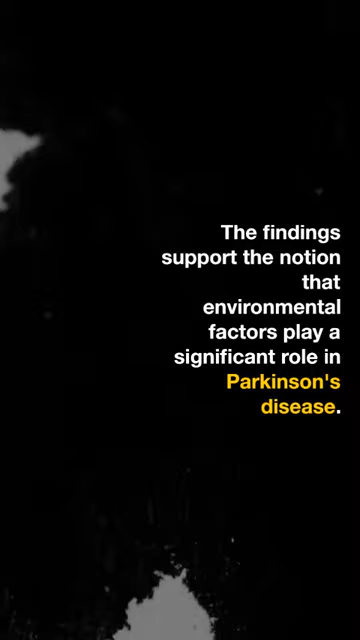 The findings
support the notion
that
environmental
factors play a
significant role in
Parkinson's
disease.